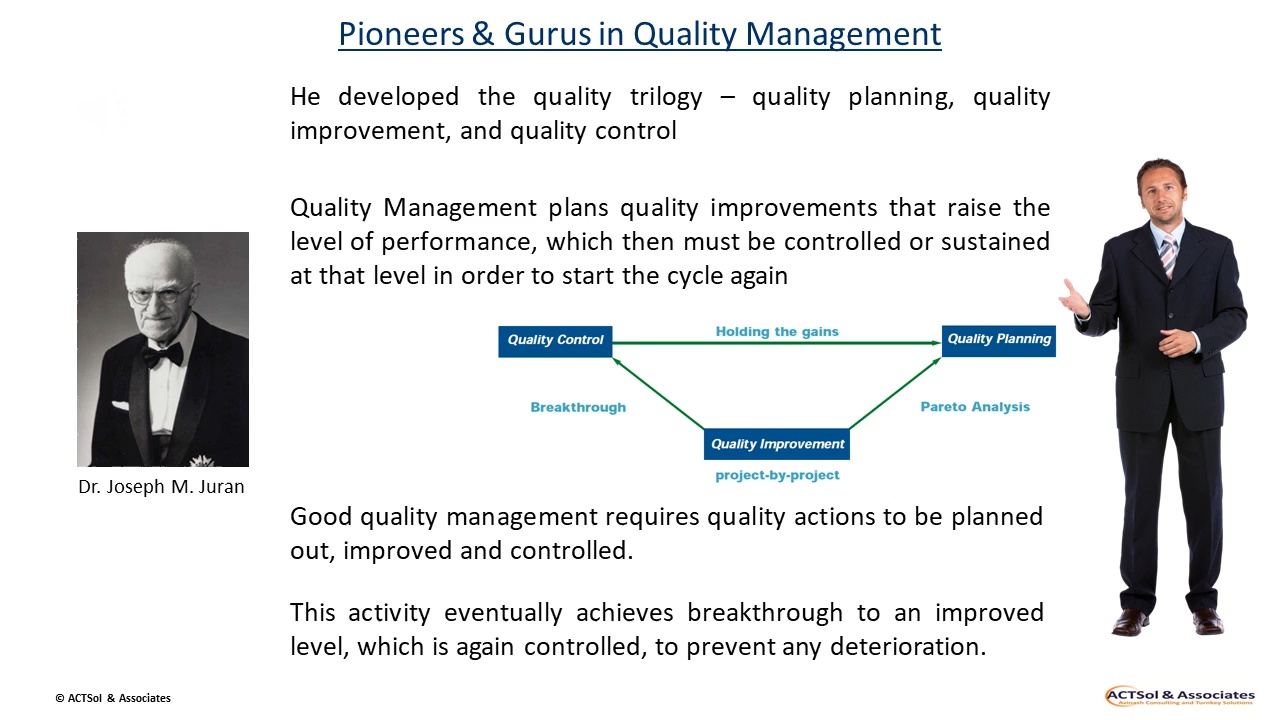 Pioneers & Gurus in Quality Management
He developed the quality trilogy – quality planning, quality
improvement, and quality control
Quality Management plans quality improvements that raise the
level of performance, which then must be controlled or sustained
at that level in order to start the cycle again
Quality Control
Holding the gains
Quality Planning
Breakthrough
Pareto Analysis
Quality Improvement
project-by-project
Dr. Joseph M. Juran
Good quality management requires quality actions to be planned
out, improved and controlled.
This activity eventually achieves breakthrough to an improved
level, which is again controlled, to prevent any deterioration.
© ACTSol & Associates
ACTSol & Associates
Avinash Consulting and Turnkey Solutions